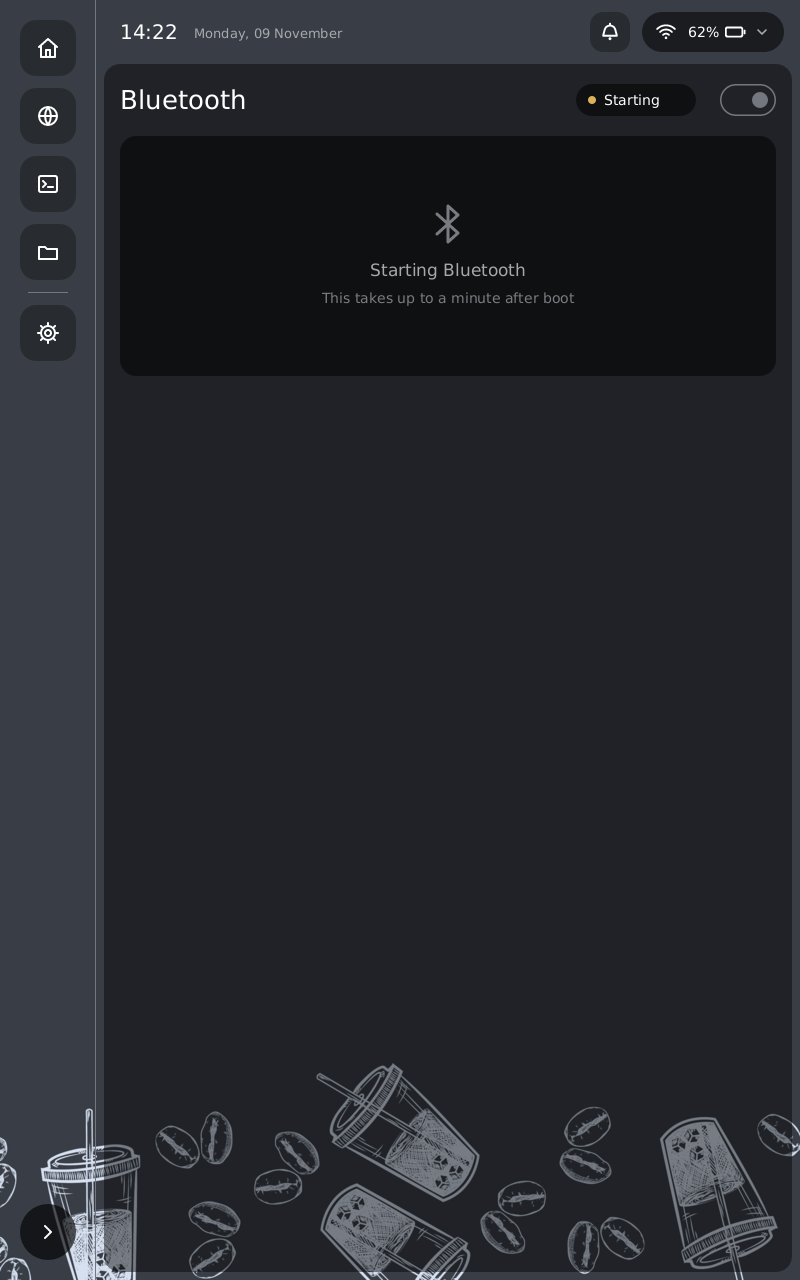 14:22 Monday, 09 November
62%
Bluetooth
Starting
Starting Bluetooth
This takes up to a minute after boot